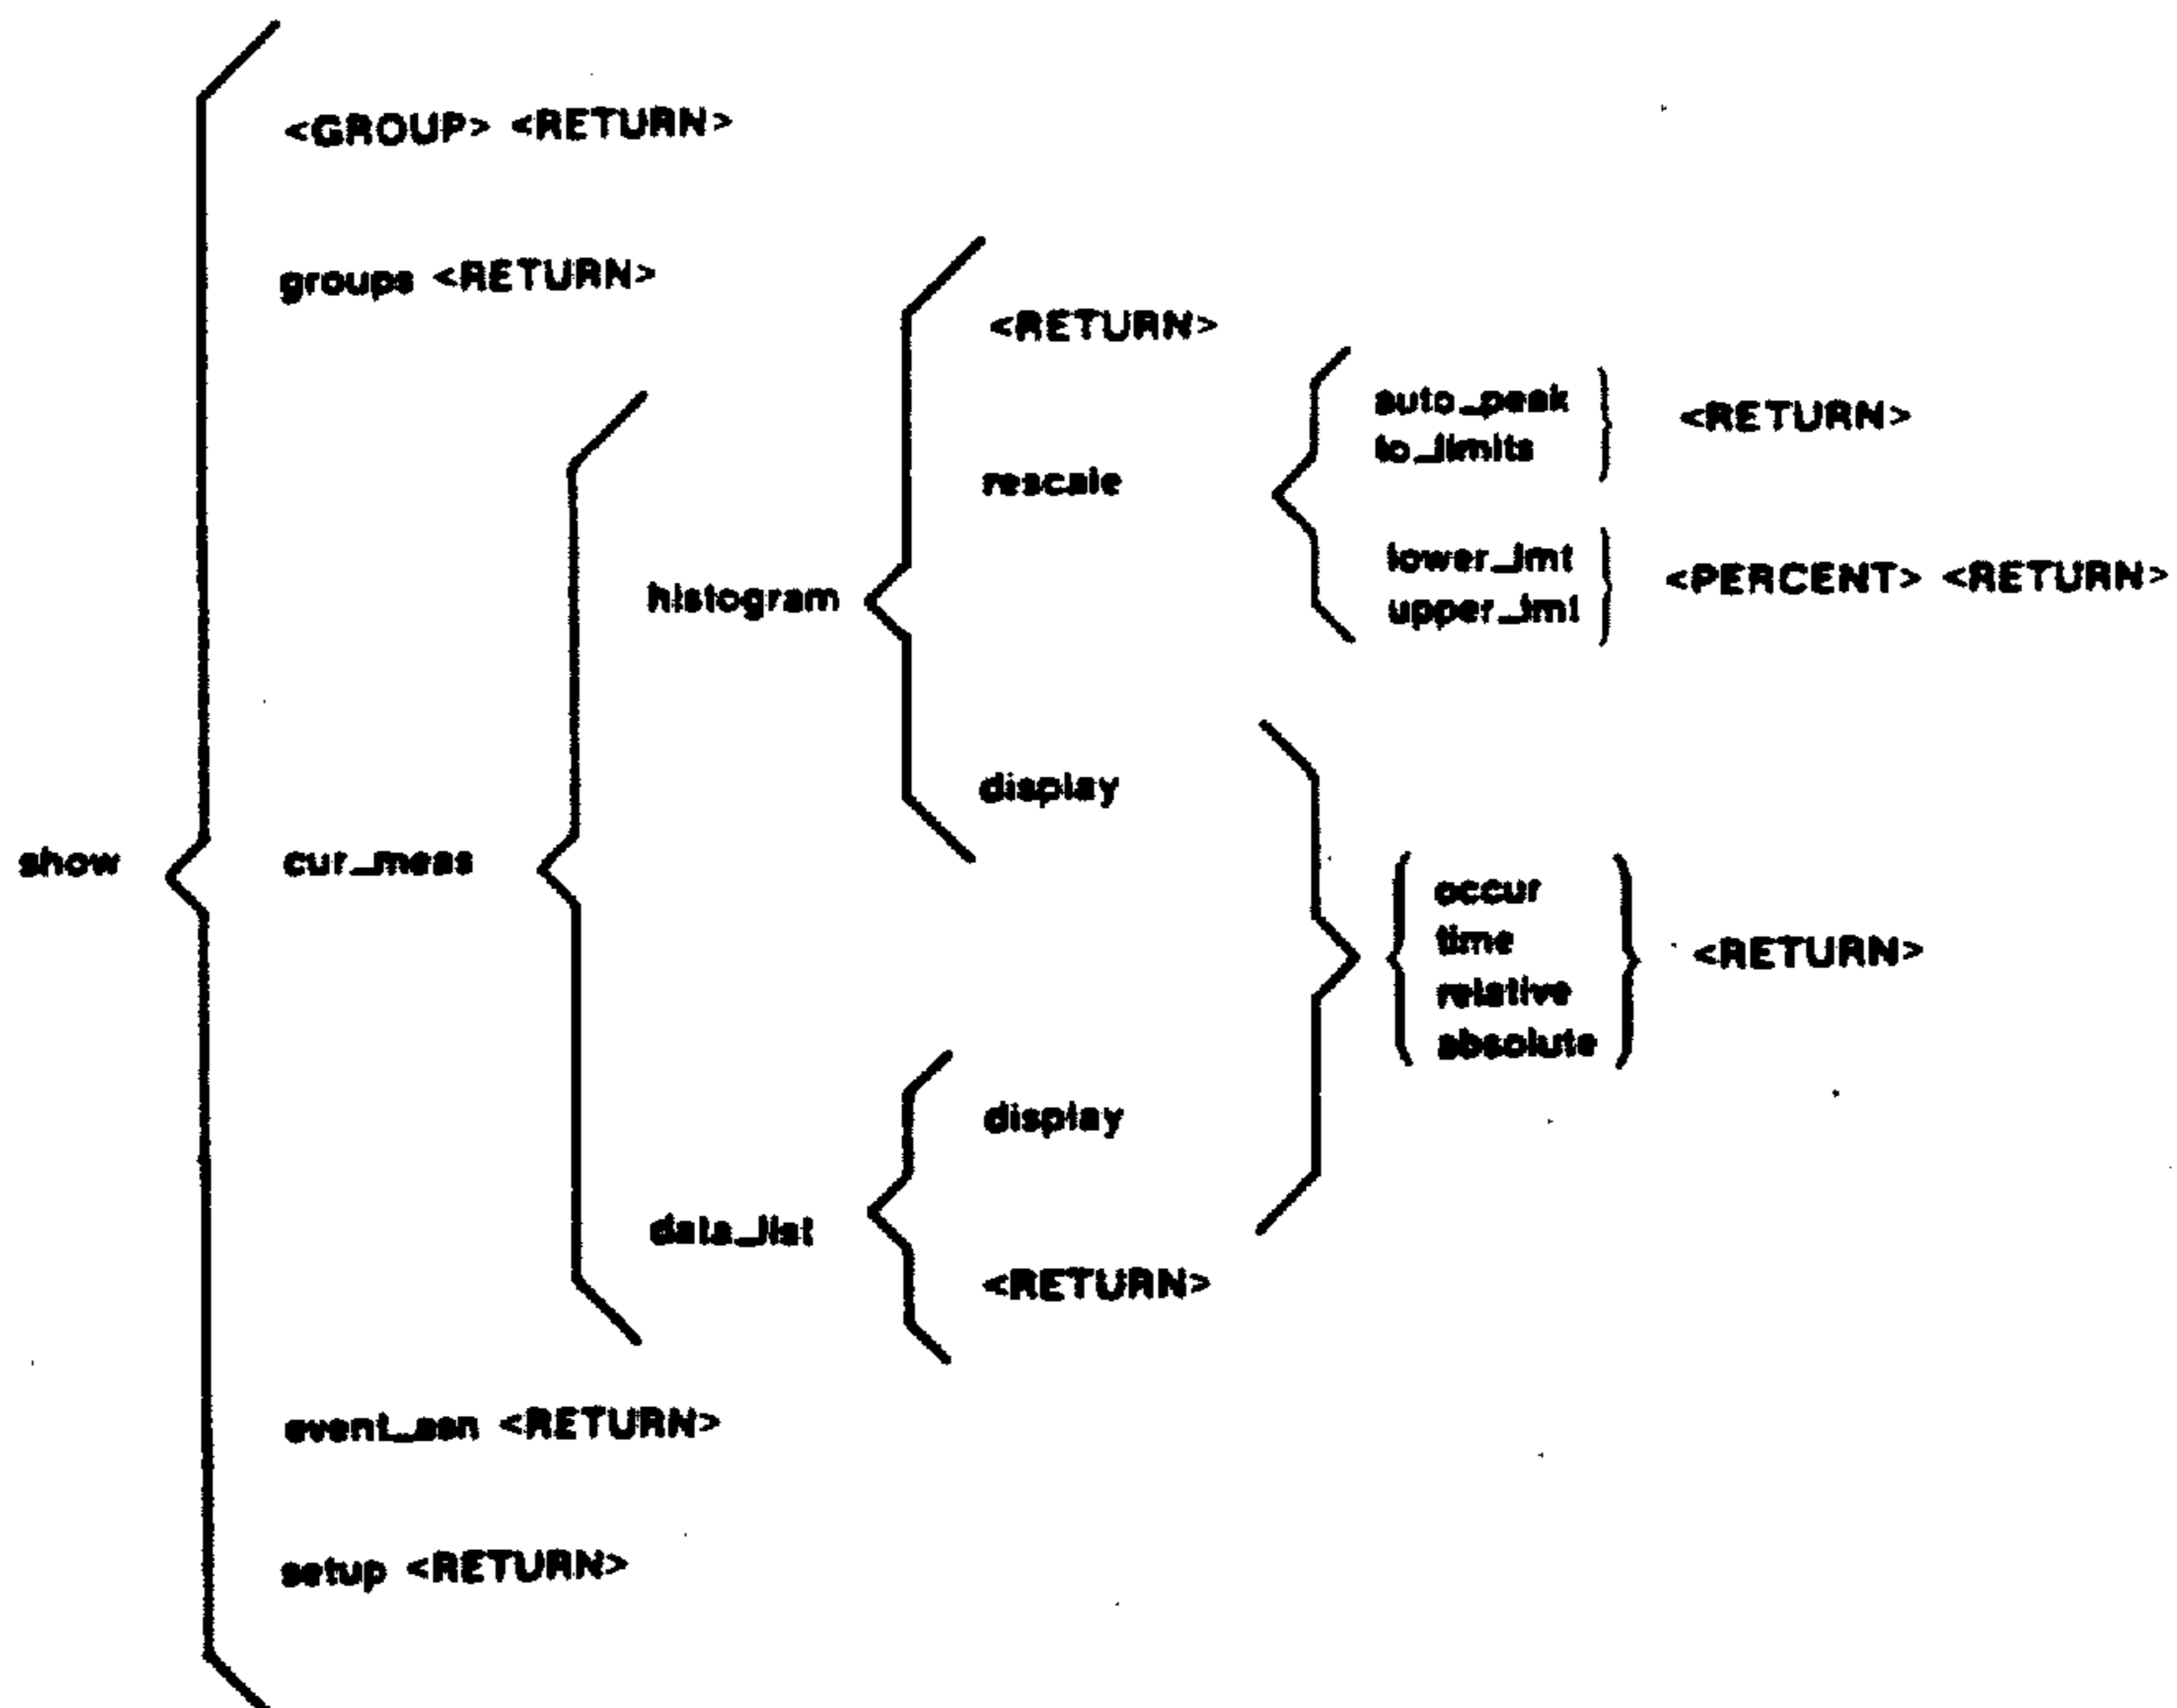 <GROUP> <RETURN>
groups <RETURN>
<RETURN>
auto_peak
to_limits
<RETURN>
rescale
lower_lmt
upper_lmt
<PERCENT> <RETURN>
histogram
display
show
cur_meas
occur
time
relative
absolute
<RETURN>
display
data_list
<RETURN>
event_pon <RETURN>
setup <RETURN>